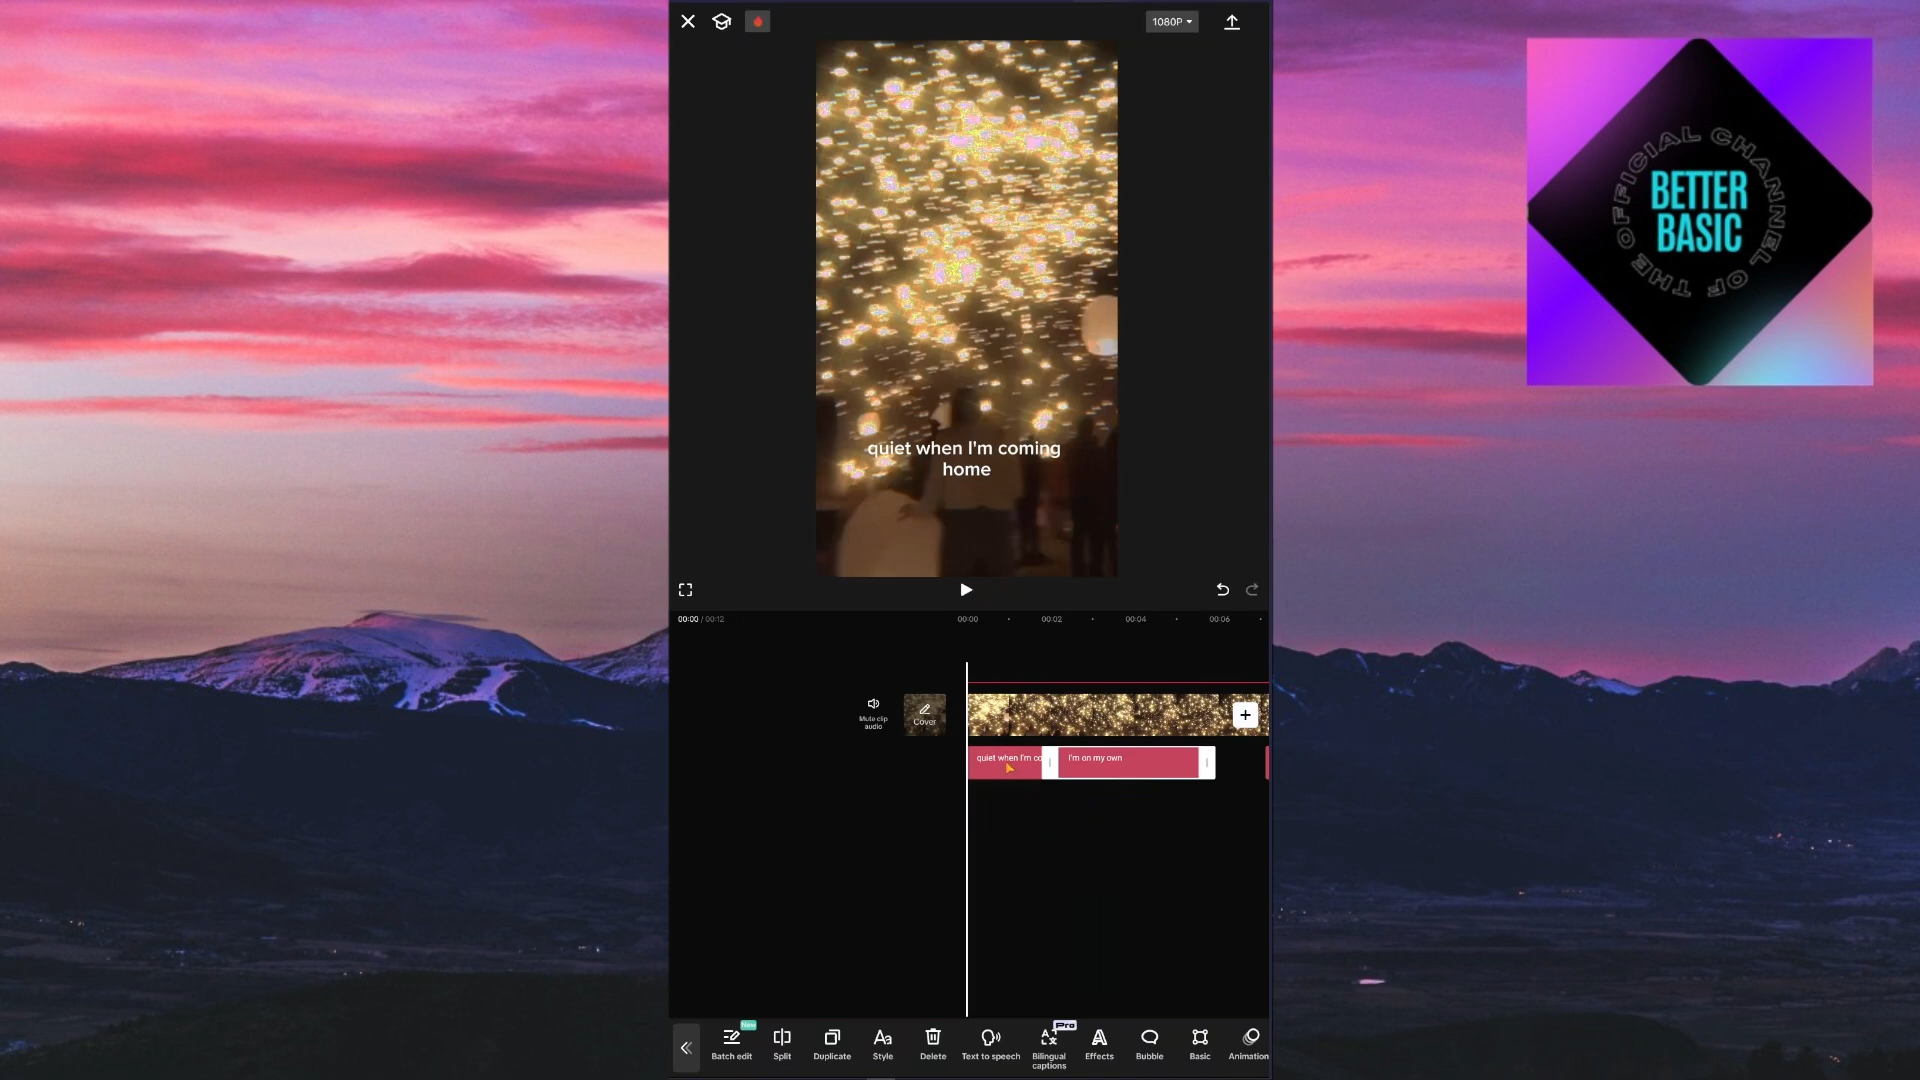 1080P
OFFICIAL CHANNEL OF THE
BETTER
BASIC
quiet when I'm coming
home
00:00 / 00:12
00:00
00:02
00:04
00:06
Mute clip
audio
Cover
quiet when I'm co
I'm on my own
New
Pro
Batch edit
Split
Duplicate
Style
Delete
Text to speech
Bilingual
captions
Effects
Bubble
Basic
Animation